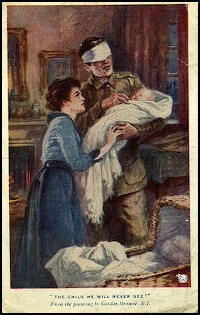 "THE CHILD HE WILL NEVER SEE!"
From the painting by Gordon Browne, R.I.